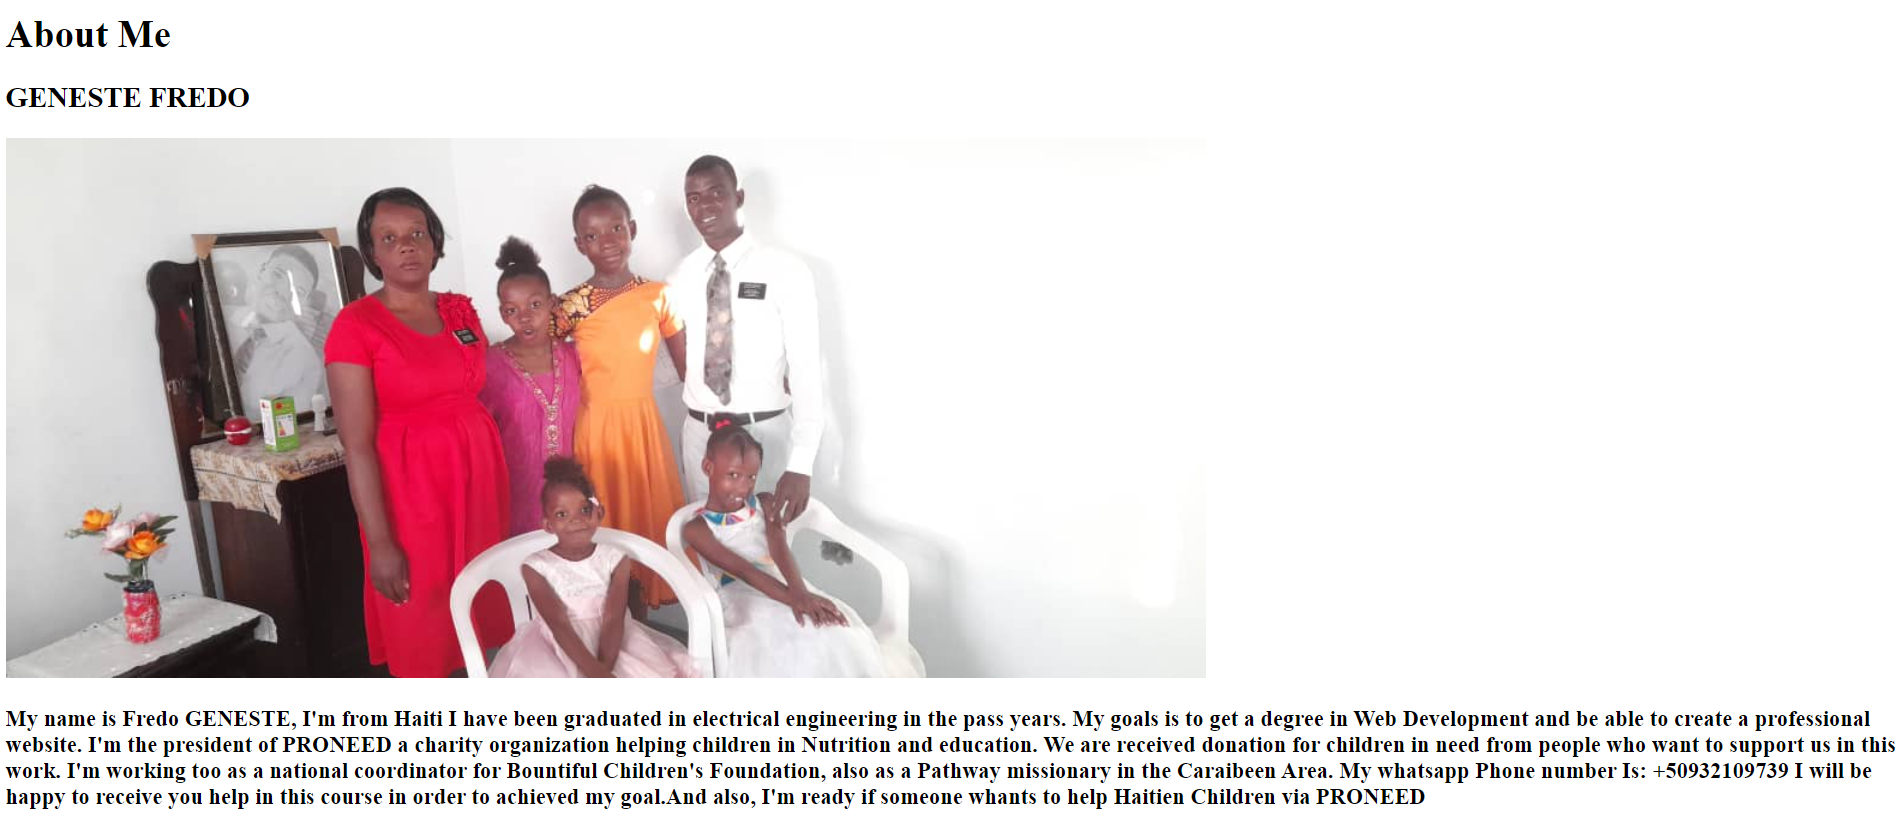 About Me
GENESTE FREDO
My name is Fredo GENESTE, I'm from Haiti I have been graduated in electrical engineering in the pass years. My goals is to get a degree in Web Development and be able to create a professional
website. I'm the president of PRONEED a charity organization helping children in Nutrition and education. We are received donation for children in need from people who want to support us in this
work. I'm working too as a national coordinator for Bountiful Children's Foundation, also as a Pathway missionary in the Caraibeen Area. My whatsapp Phone number Is: +50932109739 I will be
happy to receive you help in this course in order to achieved my goal.And also, I'm ready if someone whants to help Haitien Children via PRONEED